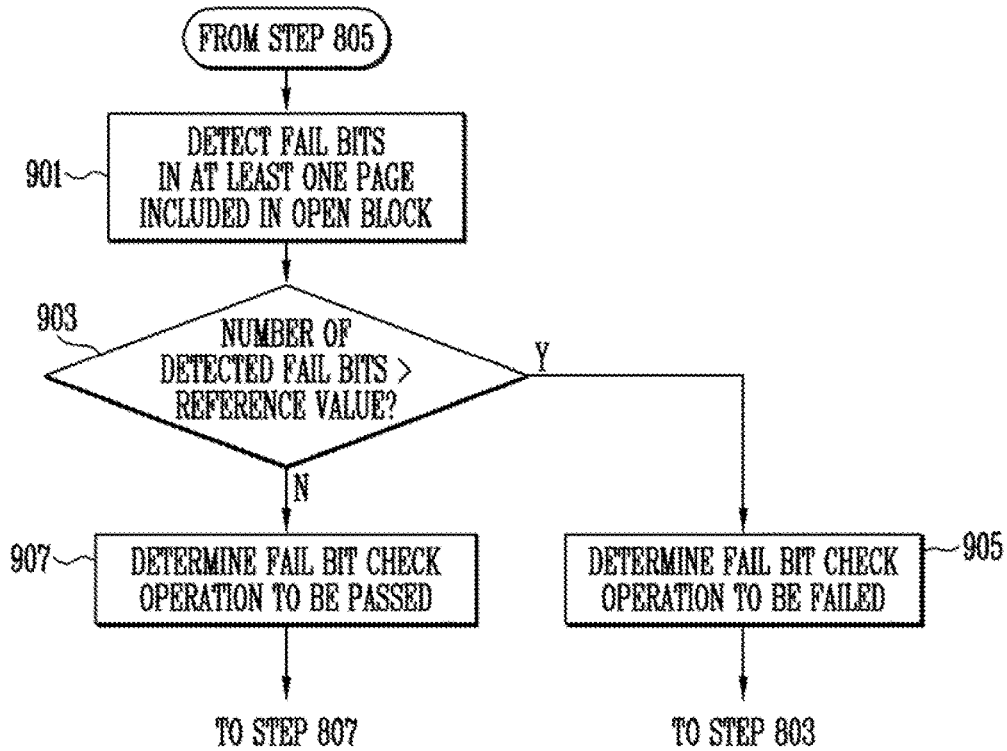 FROM STEP 805
901
DETECT FAIL BITS
IN AT LEAST ONE PAGE
INCLUDED IN OPEN BLOCK
903
NUMBER OF
DETECTED FAIL BITS >
REFERENCE VALUE?
Y
N
907
DETERMINE FAIL BIT CHECK
OPERATION TO BE PASSED
DETERMINE FAIL BIT CHECK
OPERATION TO BE FAILED
905
TO STEP 807
TO STEP 803